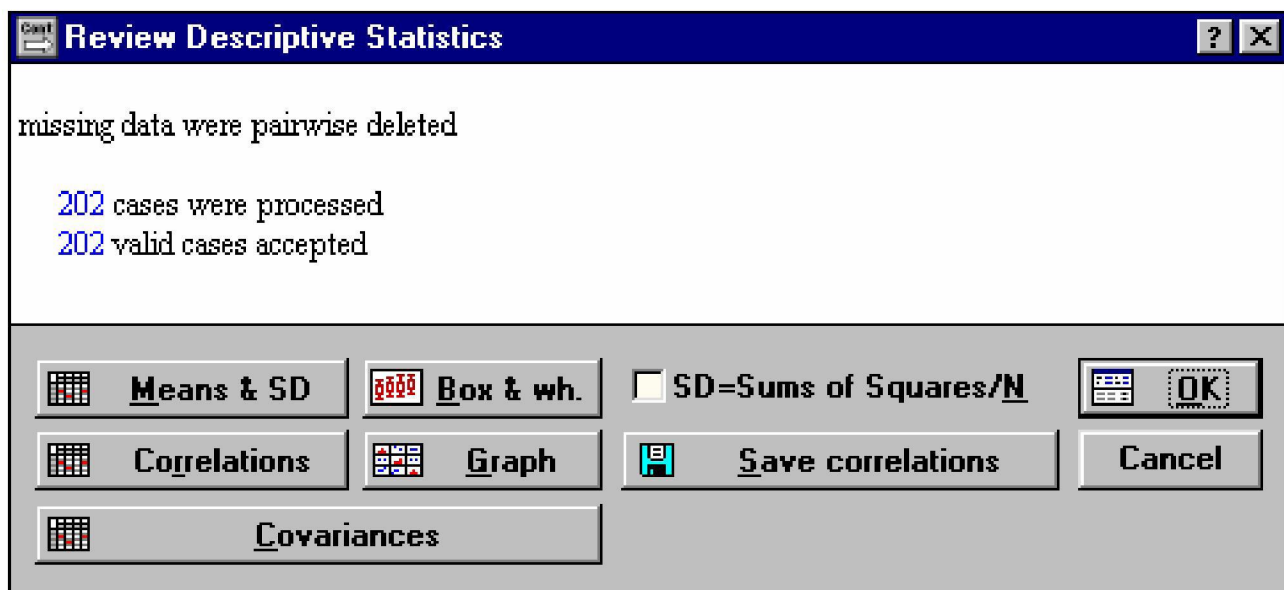 Cont
Review Descriptive Statistics
? X
missing data were pairwise deleted
202 cases were processed
202 valid cases accepted
Means & SD
Box & wh.
SD=Sums of Squares/N
OK
Correlations
Graph
Save correlations
Cancel
Covariances